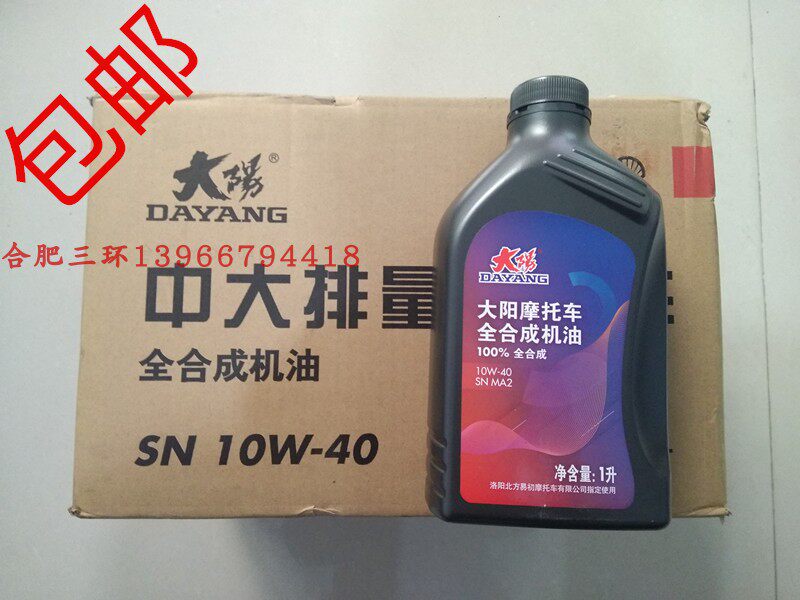 包邮
大陽®
DAYANG
合肥三环13966794418
中大排量
全合成机油
SN 10W-40
大陽
DAYANG
大阳摩托车
全合成机油
100% 全合成
10W-40
SN MA2
净含量:1升
洛阳北方易初摩托车有限公司指定使用